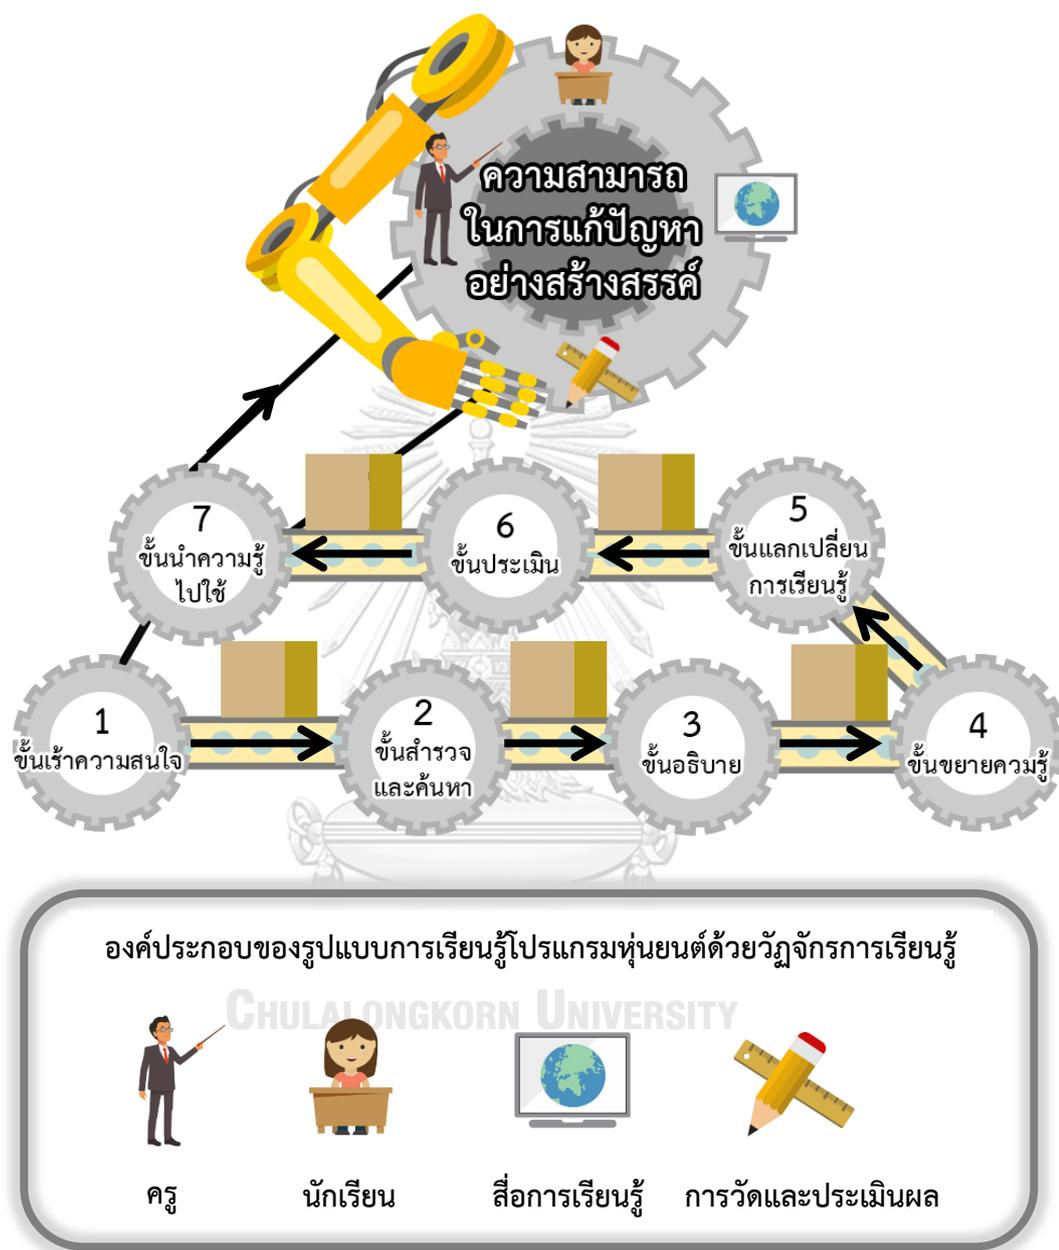 ความสามารถ
ในการแก้ปัญหา
อย่างสร้างสรรค์
7
ขั้นนำความรู้
ไปใช้
6
ขั้นประเมิน
5
ขั้นแลกเปลี่ยน
การเรียนรู้
1
ขั้นเร้าความสนใจ
2
ขั้นสำรวจ
และค้นหา
3
ขั้นอธิบาย
4
ขั้นขยายควมรู้
องค์ประกอบของรูปแบบการเรียนรู้โปรแกรมหุ่นยนต์ด้วยวัฏจักรการเรียนรู้
CHULALONGKORN UNIVERSITY
ครู
นักเรียน
สื่อการเรียนรู้
การวัดและประเมินผล